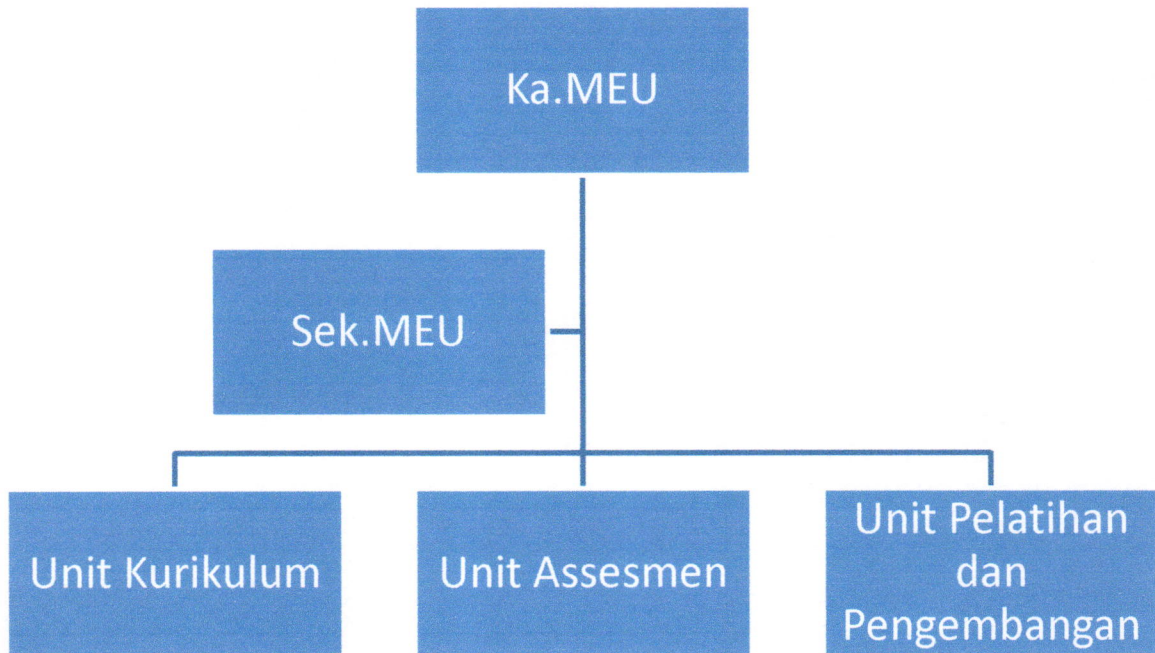 Ka.MEU
Sek.MEU
Unit Kurikulum
Unit Assesmen
Unit Pelatihan
dan
Pengembangan